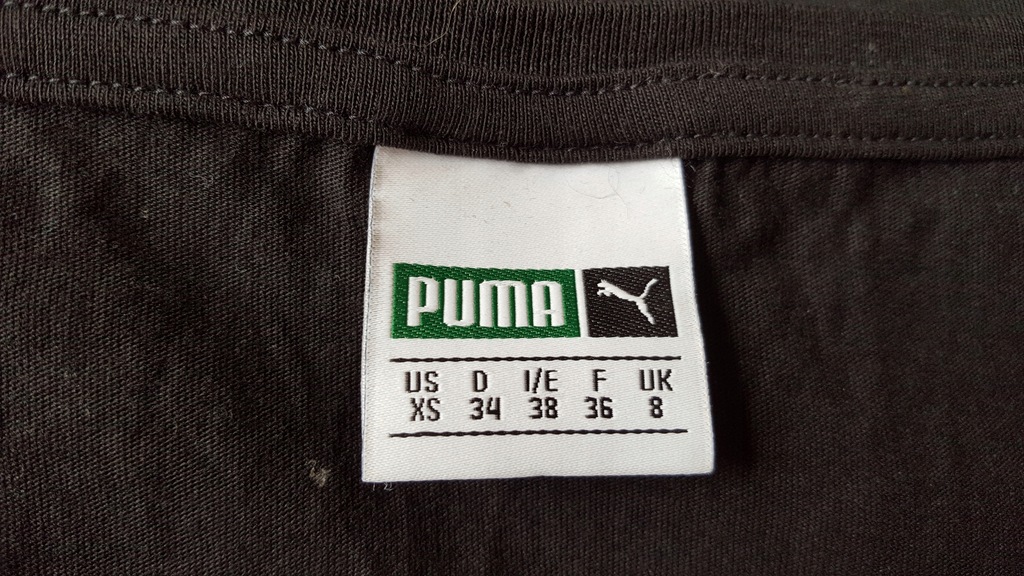 PUMA
US D I/E F UK
XS 34 38 36 8